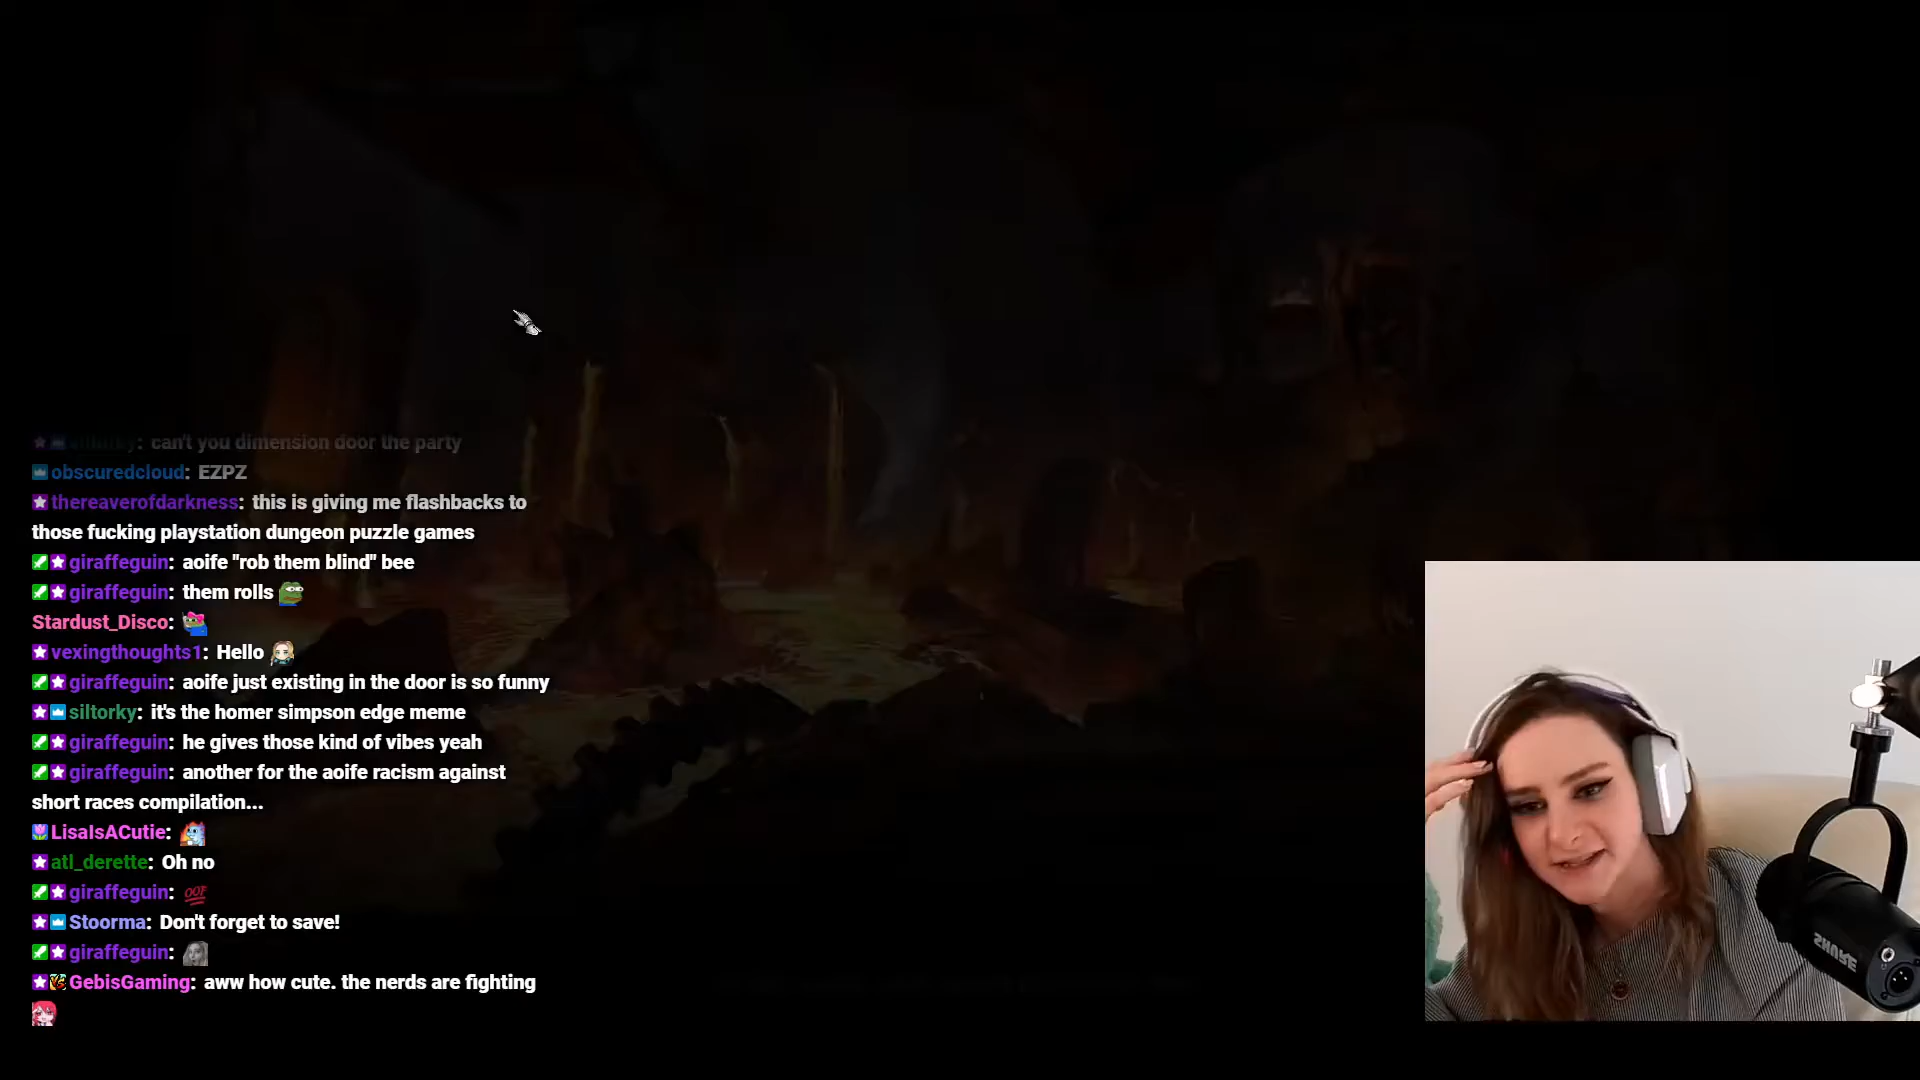 can't you dimension door the party
obscuredcloud: EZPZ
thereaverofdarkness: this is giving me flashbacks to
those fucking playstation dungeon puzzle games
giraffeguin: aoife "rob them blind" bee
giraffeguin: them rolls
Stardust_Disco:
vexingthoughts1: Hello
giraffeguin: aoife just existing in the door is so funny
siltorky: it's the homer simpson edge meme
giraffeguin: he gives those kind of vibes yeah
giraffeguin: another for the aoife racism against
short races compilation...
LisaIsACutie:
atl_derette: Oh no
giraffeguin: OOF
Stoorma: Don't forget to save!
giraffeguin:
GebisGaming: aww how cute. the nerds are fighting
SHURE